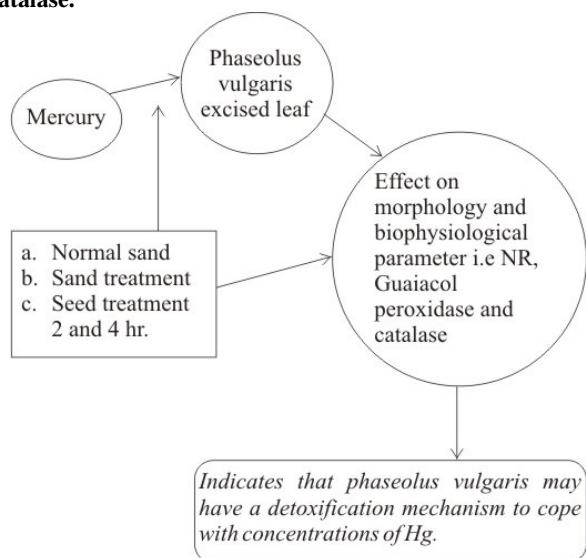 atalase.
Phaseolus
vulgaris
excised leaf
Mercury
Effect on
morphology and
biophysiological
parameter i.e NR,
Guaiacol
peroxidase and
catalase
a. Normal sand
b. Sand treatment
c. Seed treatment
2 and 4 hr.
Indicates that phaseolus vulgaris may
have a detoxification mechanism to cope
with concentrations of Hg.